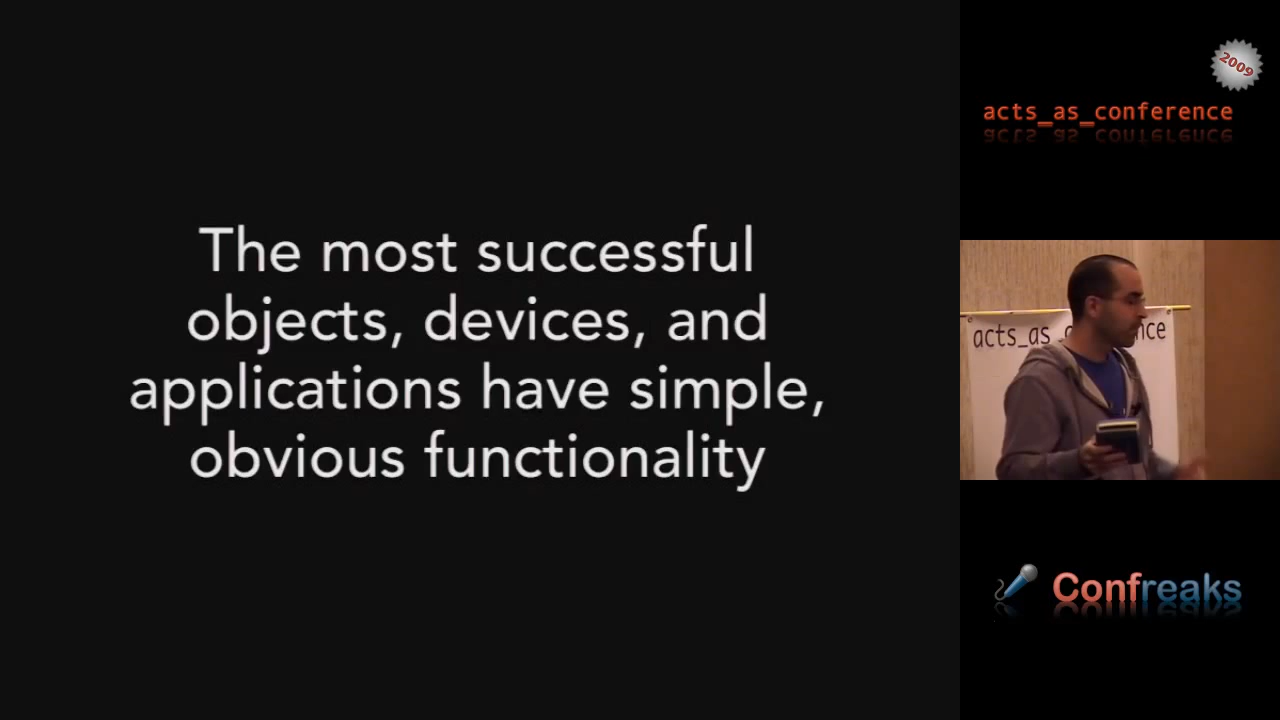 The most successful
objects, devices, and
applications have simple,
obvious functionality
2009
acts_as_conference
acts_as_c nce
Confreaks